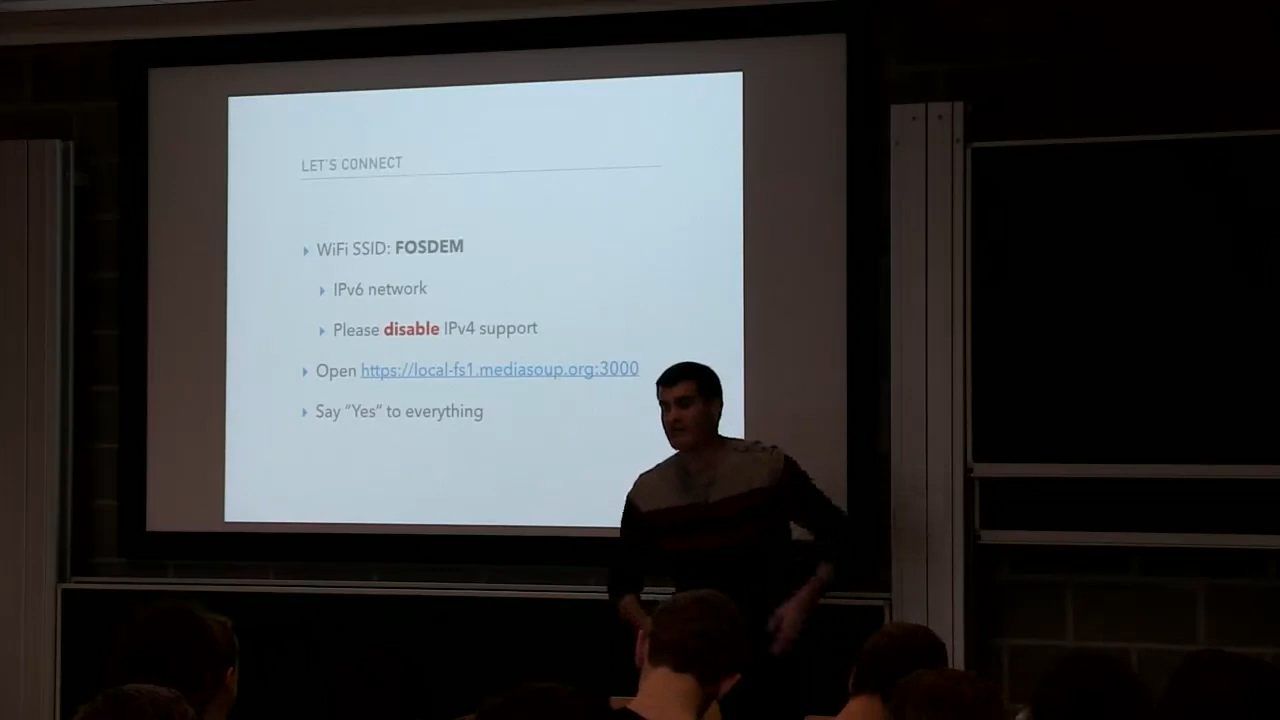 LET'S CONNECT
WiFi SSID: FOSDEM
IPv6 network
Please disable IPv4 support
Open https://local-fs1.mediasoup.org:3000
Say "Yes" to everything